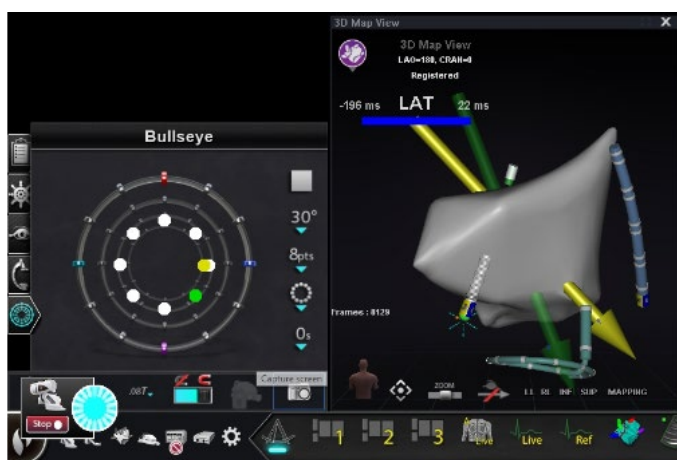 3D Map View
X
3D Map View
LAO=180, CRAN=0
Registered
-196 ms LAT 22 ms
Bullseye
30°
8pts
0s
Frames : 8129
Capture screen
.08T
ZOOM
LL RL INF SUP MAPPING
Stop
1 2 3 Live Live Ref